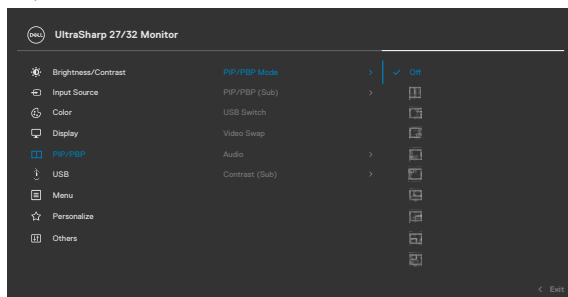 DELL UltraSharp 27/32 Monitor
Brightness/Contrast PIP/PBP Mode > ✓ Off
Input Source PIP/PBP (Sub) >
Color USB Switch
Display Video Swap
PIP/PBP Audio >
USB Contrast (Sub) >
Menu
Personalize
Others
< Exit